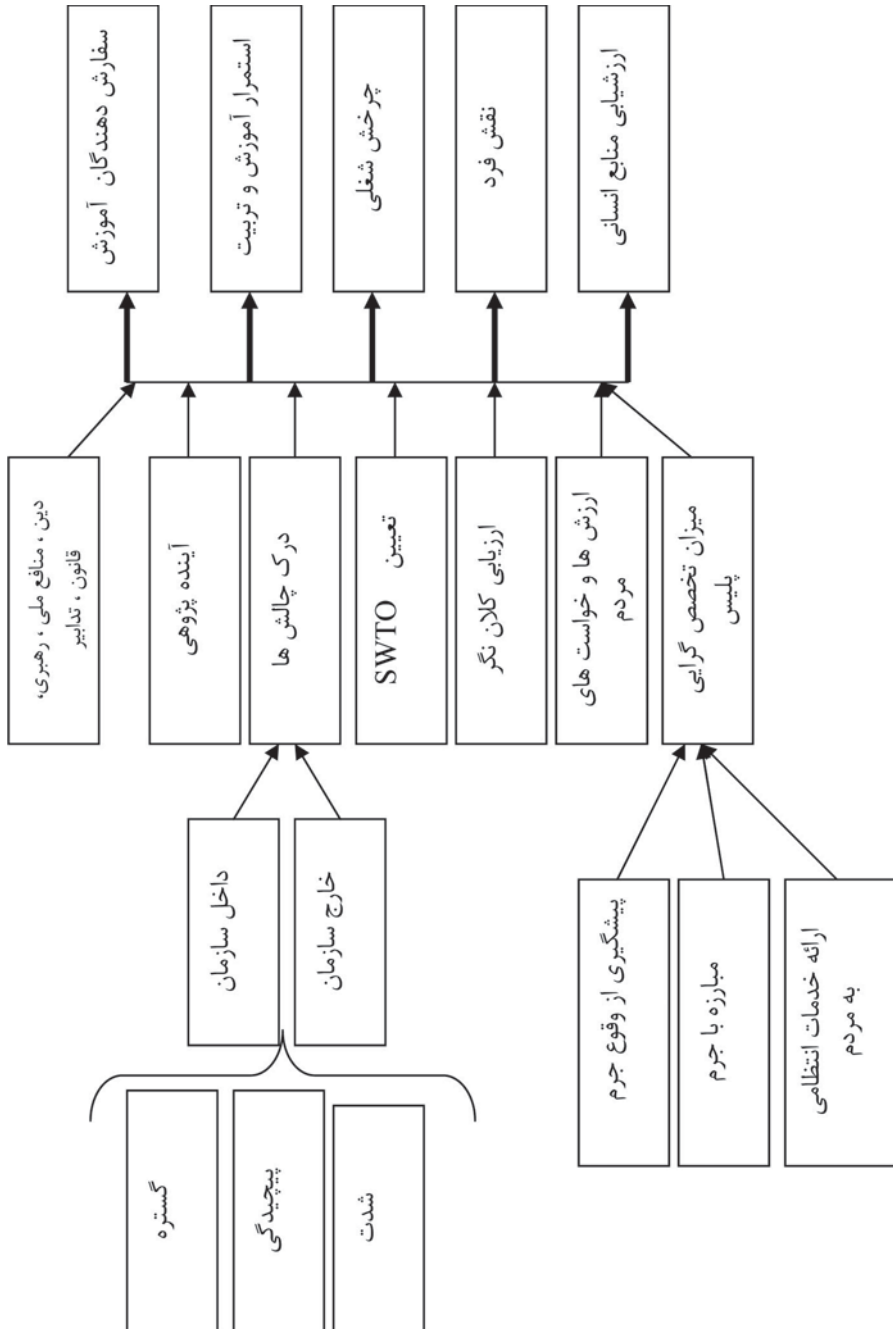 سفارش دهندگان آموزش
استمرار آموزش و تربیت
چرخش شغلی
نقش فرد
ارزشیابی منابع انسانی
دین ، منافع ملی ، رهبری،
قانون ، تدابیر
آینده پژوهی
درک چالش ها
تعیین
SWTO
ارزیابی کلان نگر
ارزش ها و خواست های
مردم
میزان تخصص گرایی
پلیس
داخل سازمان
خارج سازمان
پیشگیری از وقوع جرم
مبارزه با جرم
ارائه خدمات انتظامی
به مردم
گستره
پیچیدگی
شدت